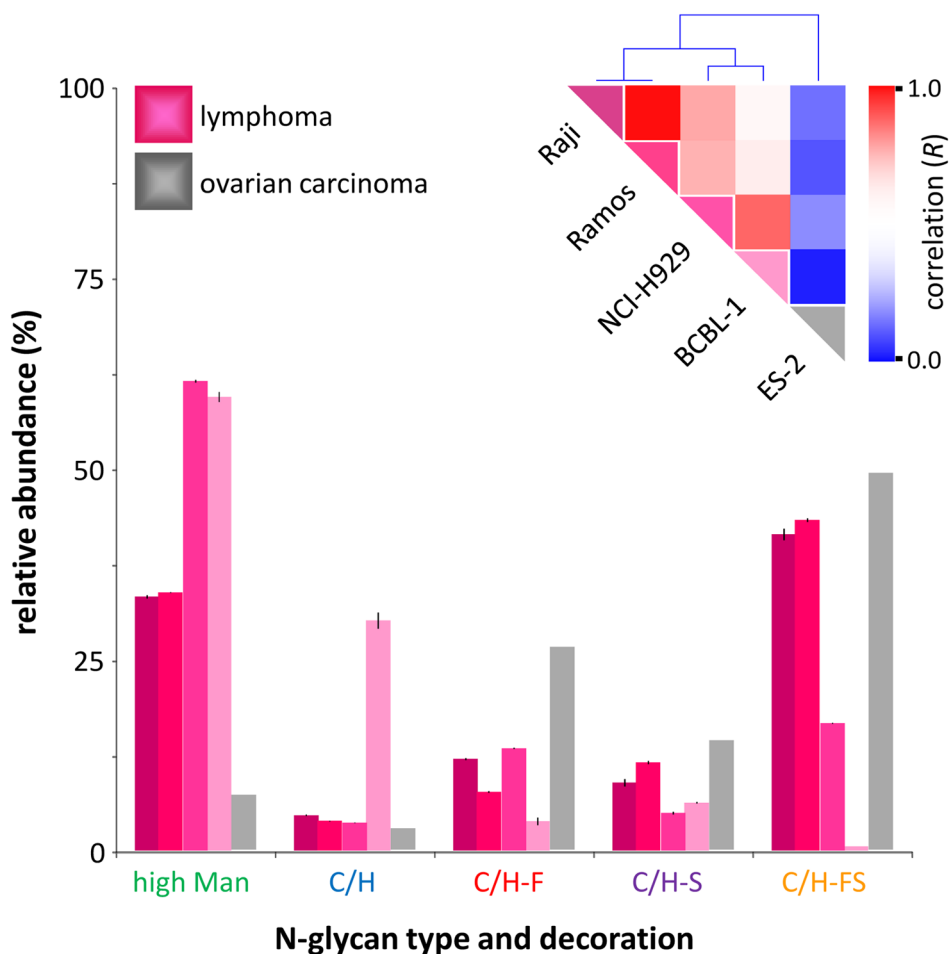 100
lymphoma
ovarian carcinoma
75
50
25
0
relative abundance (%)
high Man
C/H
C/H-F
C/H-S
C/H-FS
N-glycan type and decoration
Raji
Ramos
NCI-H929
BCBL-1
ES-2
1.0
0.0
correlation (R)